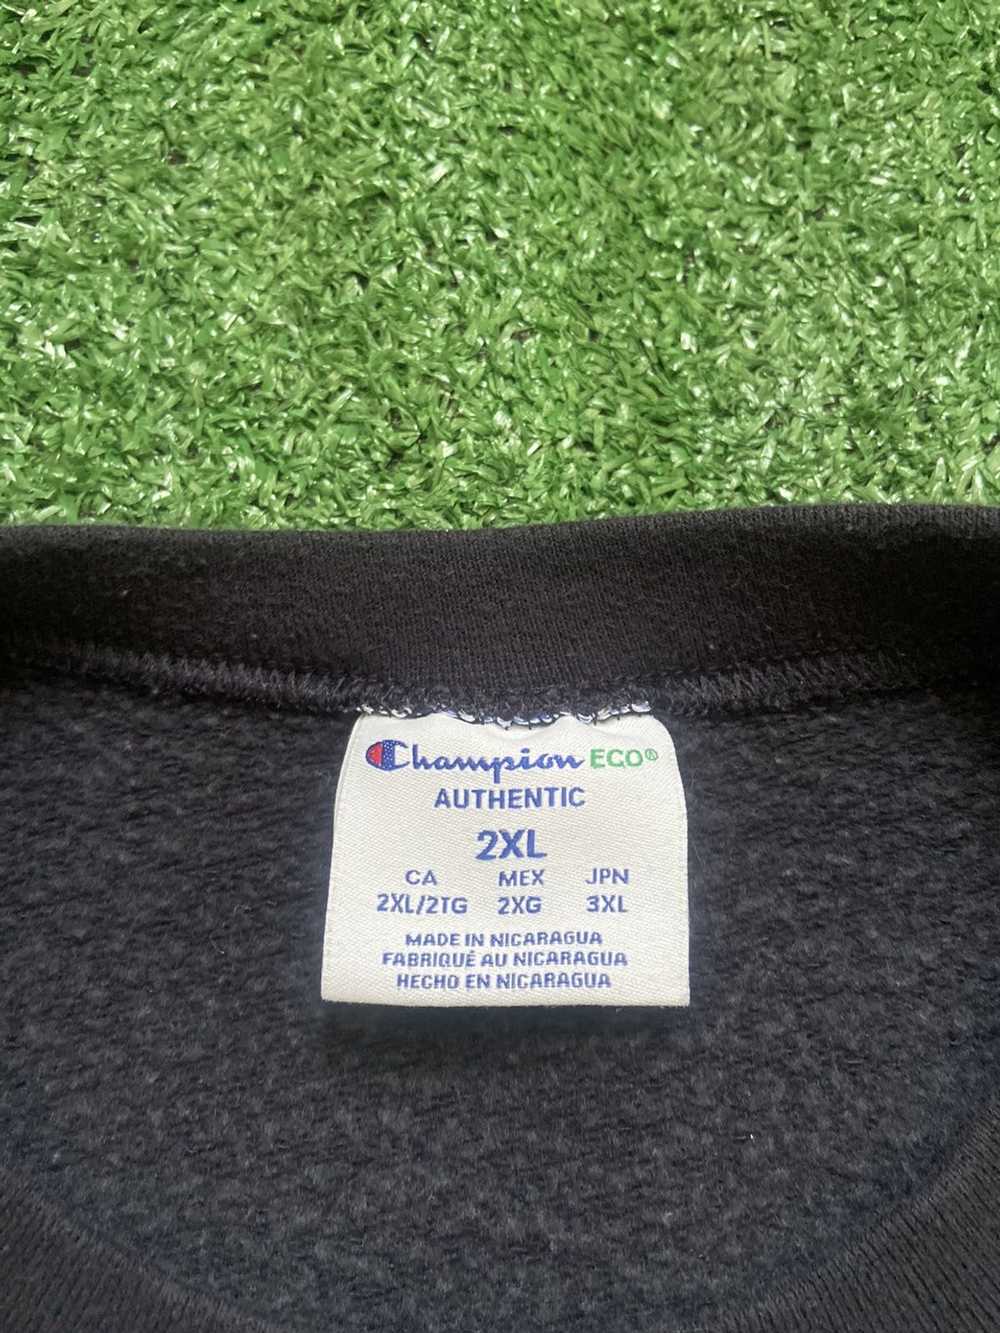 Champion ECO®
AUTHENTIC
2XL
CA MEX JPN
2XL/2TG 2XG 3XL
MADE IN NICARAGUA
FABRIQUÉ AU NICARAGUA
HECHO EN NICARAGUA